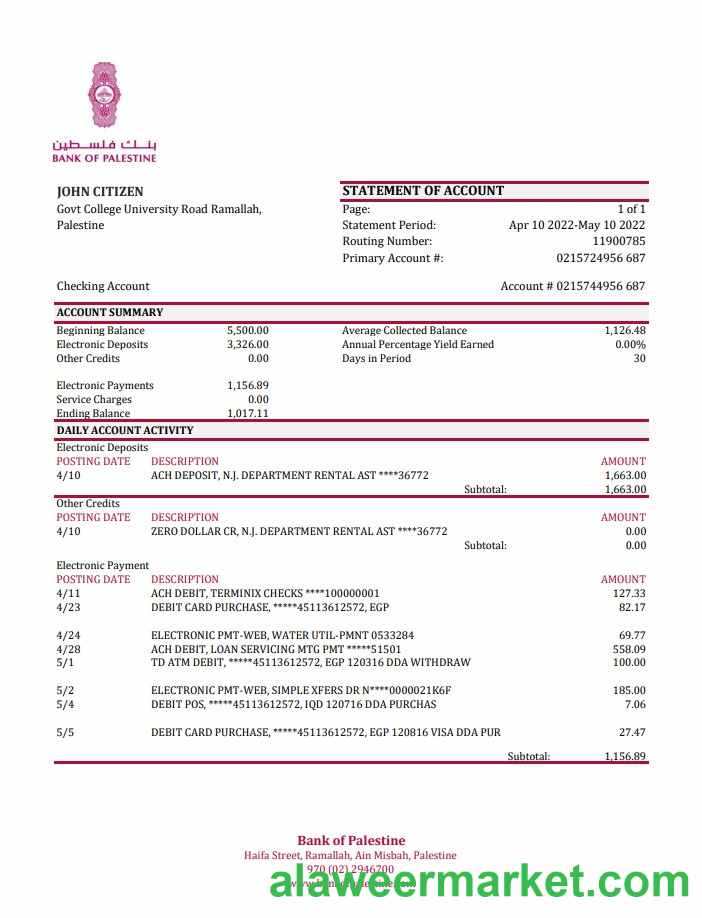 بنك فلسطين
BANK OF PALESTINE
JOHN CITIZEN
Govt College University Road Ramallah,
Palestine
STATEMENT OF ACCOUNT
Page: 1 of 1
Statement Period: Apr 10 2022-May 10 2022
Routing Number: 11900785
Primary Account #: 0215724956 687
Checking Account Account # 0215744956 687
ACCOUNT SUMMARY
Beginning Balance 5,500.00 Average Collected Balance 1,126.48
Electronic Deposits 3,326.00 Annual Percentage Yield Earned 0.00%
Other Credits 0.00 Days in Period 30
Electronic Payments 1,156.89
Service Charges 0.00
Ending Balance 1,017.11
DAILY ACCOUNT ACTIVITY
Electronic Deposits
POSTING DATE DESCRIPTION AMOUNT
4/10 ACH DEPOSIT, N.J. DEPARTMENT RENTAL AST ****36772 1,663.00
Subtotal: 1,663.00
Other Credits
POSTING DATE DESCRIPTION AMOUNT
4/10 ZERO DOLLAR CR, N.J. DEPARTMENT RENTAL AST ****36772 0.00
Subtotal: 0.00
Electronic Payment
POSTING DATE DESCRIPTION AMOUNT
4/11 ACH DEBIT, TERMINIX CHECKS ****100000001 127.33
4/23 DEBIT CARD PURCHASE, *****45113612572, EGP 82.17
4/24 ELECTRONIC PMT-WEB, WATER UTIL-PMNT 0533284 69.77
4/28 ACH DEBIT, LOAN SERVICING MTG PMT *****51501 558.09
5/1 TD ATM DEBIT, *****45113612572, EGP 120316 DDA WITHDRAW 100.00
5/2 ELECTRONIC PMT-WEB, SIMPLE XFERS DR N****0000021K6F 185.00
5/4 DEBIT POS, *****45113612572, IQD 120716 DDA PURCHAS 7.06
5/5 DEBIT CARD PURCHASE, *****45113612572, EGP 120816 VISA DDA PUR 27.47
Subtotal: 1,156.89
Bank of Palestine
Haifa Street, Ramallah, Ain Misbah, Palestine
970 (02) 2946700
alaweermarket.com